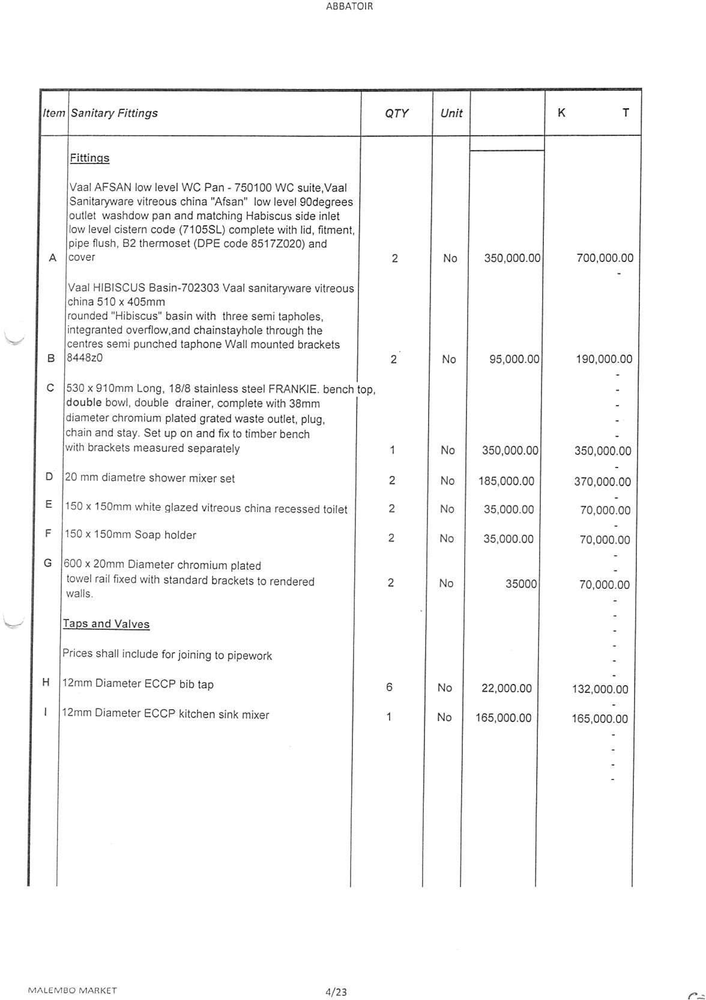 ABBATOIR
Item Sanitary Fittings QTY Unit K T
Fittings
Vaal AFSAN low level WC Pan - 750100 WC suite,Vaal
Sanitaryware vitreous china "Afsan" low level 90degrees
outlet washdow pan and matching Habiscus side inlet
low level cistern code (7105SL) complete with lid, fitment,
pipe flush, B2 thermoset (DPE code 8517Z020) and
A cover 2 No 350,000.00 700,000.00
-
Vaal HIBISCUS Basin-702303 Vaal sanitaryware vitreous
china 510 x 405mm
rounded "Hibiscus" basin with three semi tapholes,
integranted overflow,and chainstayhole through the
centres semi punched taphone Wall mounted brackets
B 8448z0 2 No 95,000.00 190,000.00
-
C 530 x 910mm Long, 18/8 stainless steel FRANKIE. bench top, -
double bowl, double drainer, complete with 38mm -
diameter chromium plated grated waste outlet, plug, -
chain and stay. Set up on and fix to timber bench -
with brackets measured separately 1 No 350,000.00 350,000.00
-
D 20 mm diametre shower mixer set 2 No 185,000.00 370,000.00
-
E 150 x 150mm white glazed vitreous china recessed toilet 2 No 35,000.00 70,000.00
-
F 150 x 150mm Soap holder 2 No 35,000.00 70,000.00
-
G 600 x 20mm Diameter chromium plated -
towel rail fixed with standard brackets to rendered 2 No 35000 70,000.00
walls. -
-
Taps and Valves -
-
Prices shall include for joining to pipework -
-
H 12mm Diameter ECCP bib tap 6 No 22,000.00 132,000.00
-
I 12mm Diameter ECCP kitchen sink mixer 1 No 165,000.00 165,000.00
-
-
-
-
MALEMBO MARKET 4/23